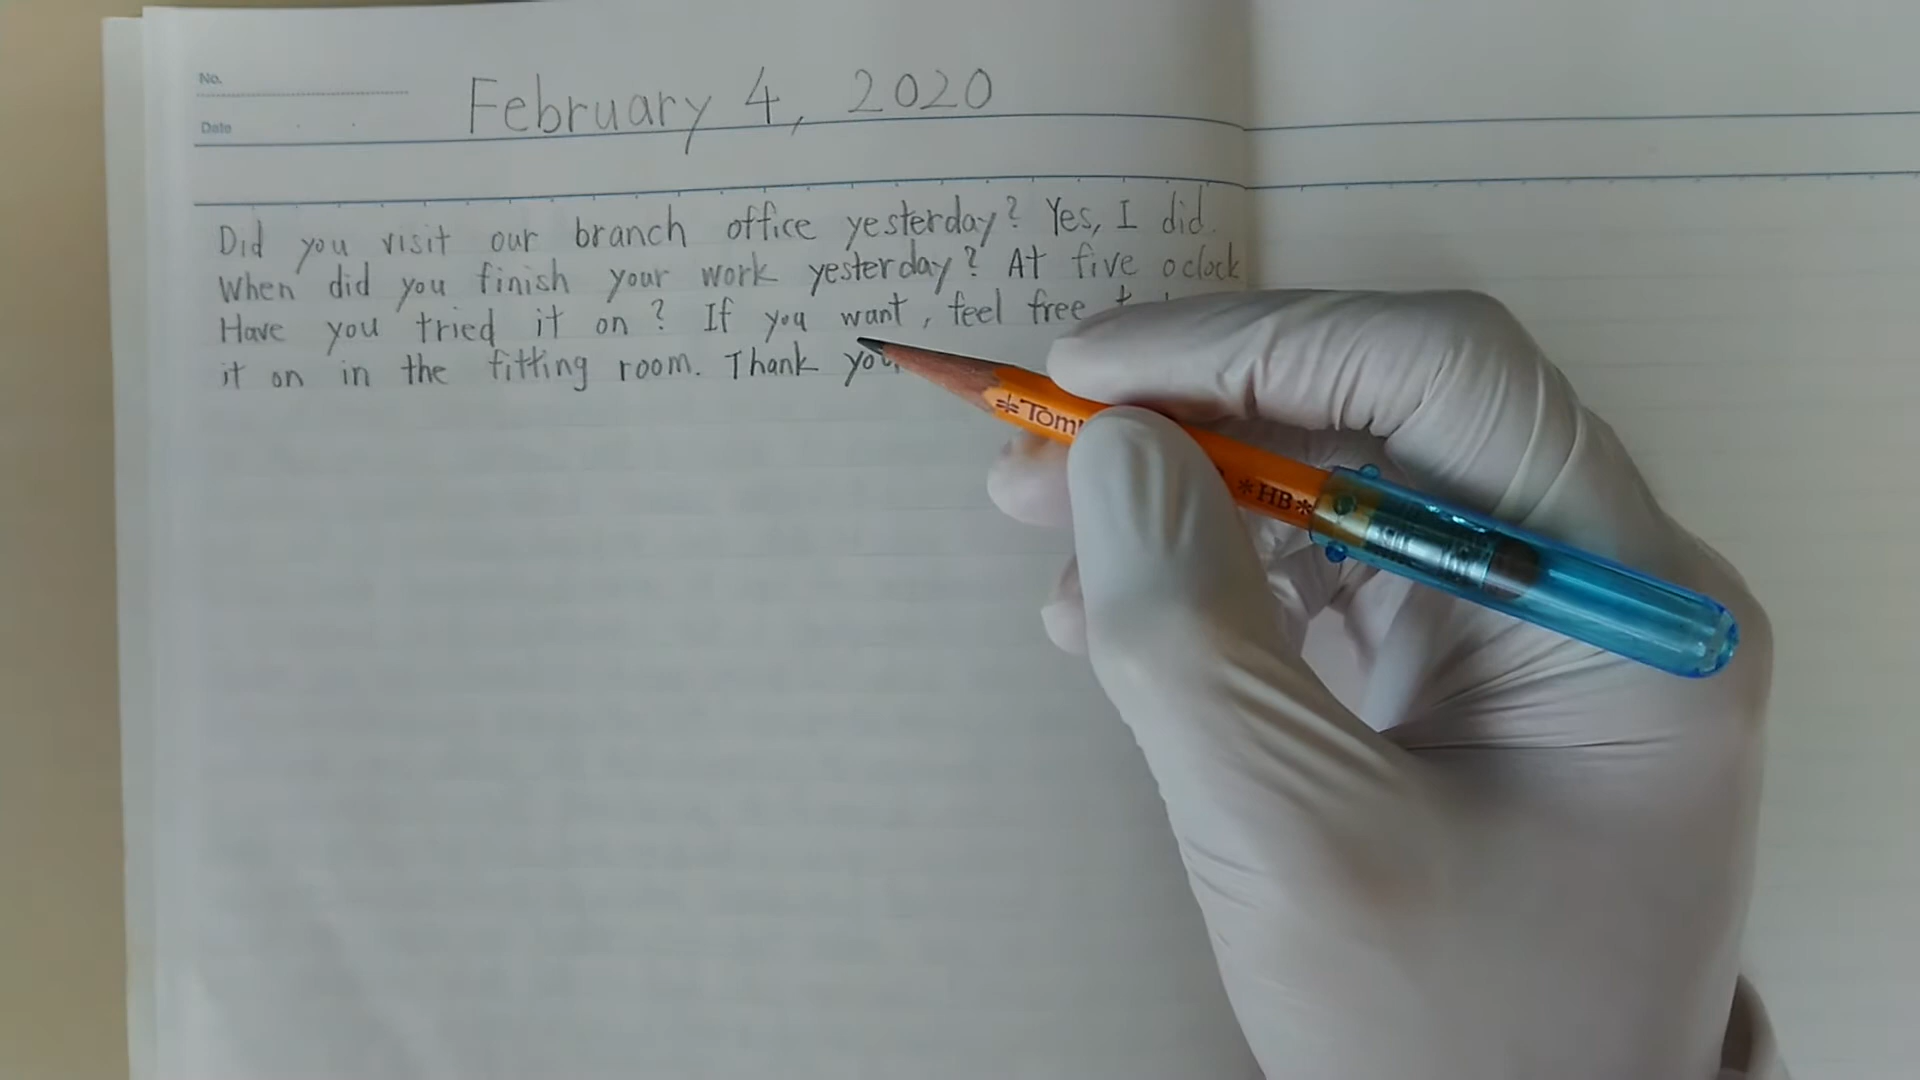 No.
Date
February 4, 2020
Did you visit our branch office yesterday? Yes, I did.
When did you finish your work yesterday? At five oclock
Have you tried it on? If you want, feel free
it on in the fitting room. Thank you.
*Tom
*HB*